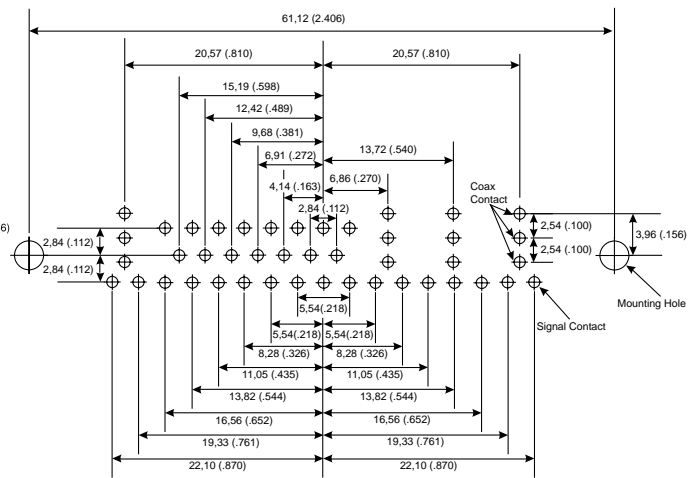 61,12 (2.406)
20,57 (.810) 20,57 (.810)
15,19 (.598)
12,42 (.489)
9,68 (.381)
13,72 (.540)
6,91 (.272)
6,86 (.270)
4,14 (.163)
Coax
Contact
2,84 (.112)
6)
2,54 (.100)
3,96 (.156)
2,84 (.112)
2,54 (.100)
2,84 (.112)
Mounting Hole
5,54(.218)
Signal Contact
5,54(.218) 5,54(.218)
8,28 (.326) 8,28 (.326)
11,05 (.435) 11,05 (.435)
13,82 (.544) 13,82 (.544)
16,56 (.652) 16,56 (.652)
19,33 (.761) 19,33 (.761)
22,10 (.870) 22,10 (.870)